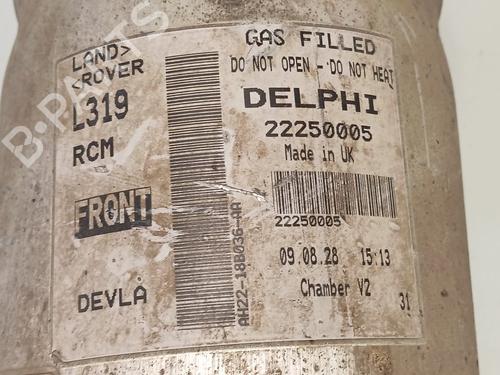 LAND>
<ROVER
L319
RCM
FRONT
DEVLA
AH22-18B036-AA
GAS FILLED
DO NOT OPEN - DO NOT HEAT
DELPHI
22250005
Made in UK
22250005
09.08.28 15:13
Chamber V2
31
B-PARTS